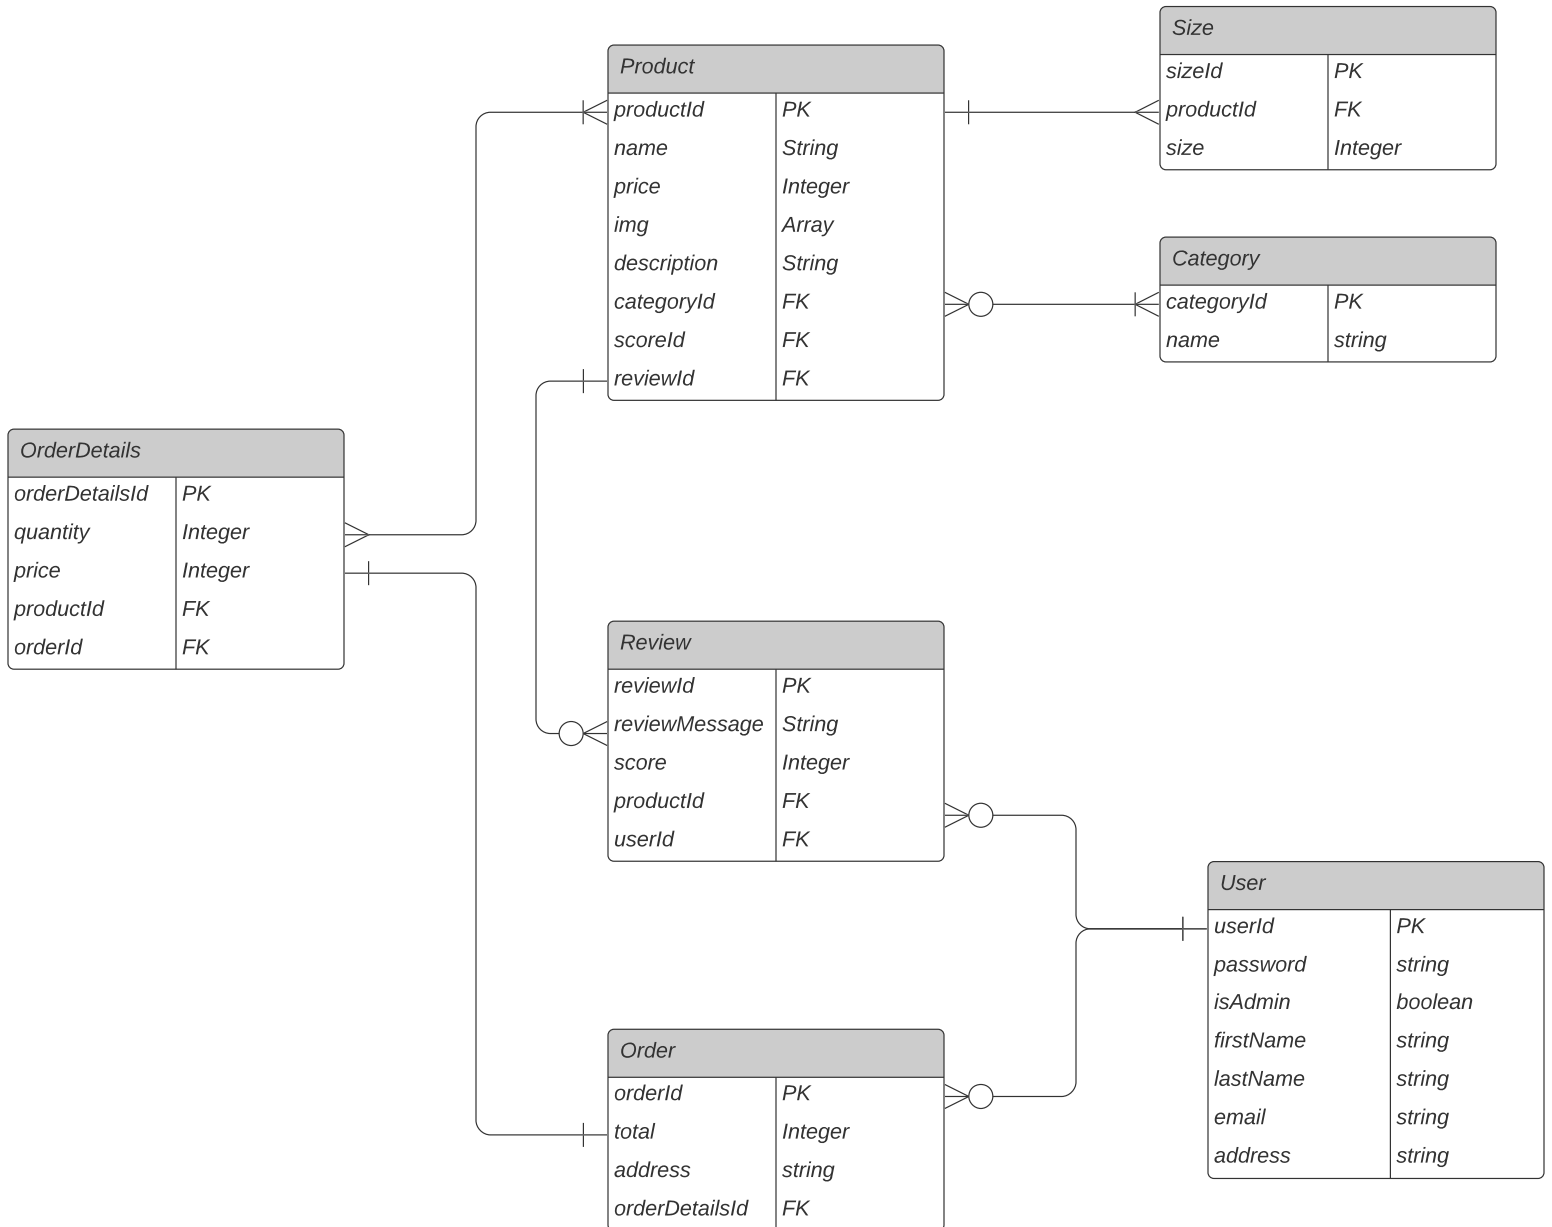 Size
sizeId PK
productId FK
size Integer
Product
productId PK
name String
price Integer
img Array
description String
categoryId FK
scoreId FK
reviewId FK
Category
categoryId PK
name string
OrderDetails
orderDetailsId PK
quantity Integer
price Integer
productId FK
orderId FK
Review
reviewId PK
reviewMessage String
score Integer
productId FK
userId FK
User
userId PK
password string
isAdmin boolean
firstName string
lastName string
email string
address string
Order
orderId PK
total Integer
address string
orderDetailsId FK